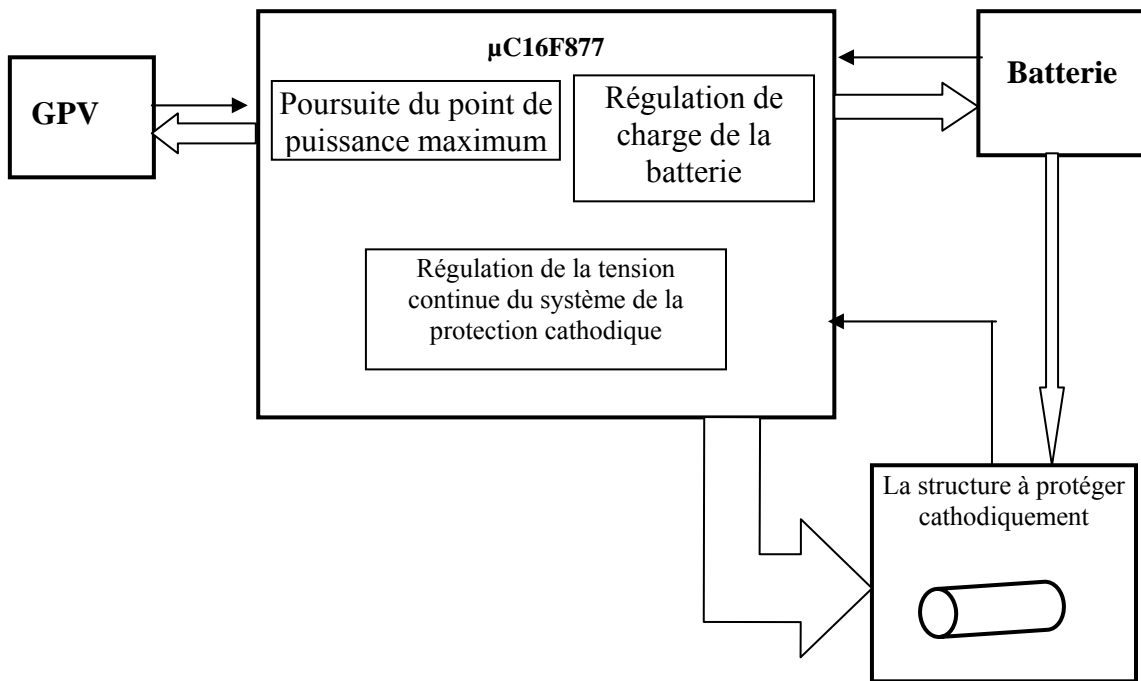 µC16F877
GPV
Poursuite du point de
puissance maximum
Régulation de
charge de la
batterie
Batterie
Régulation de la tension
continue du système de la
protection cathodique
La structure à protéger
cathodiquement